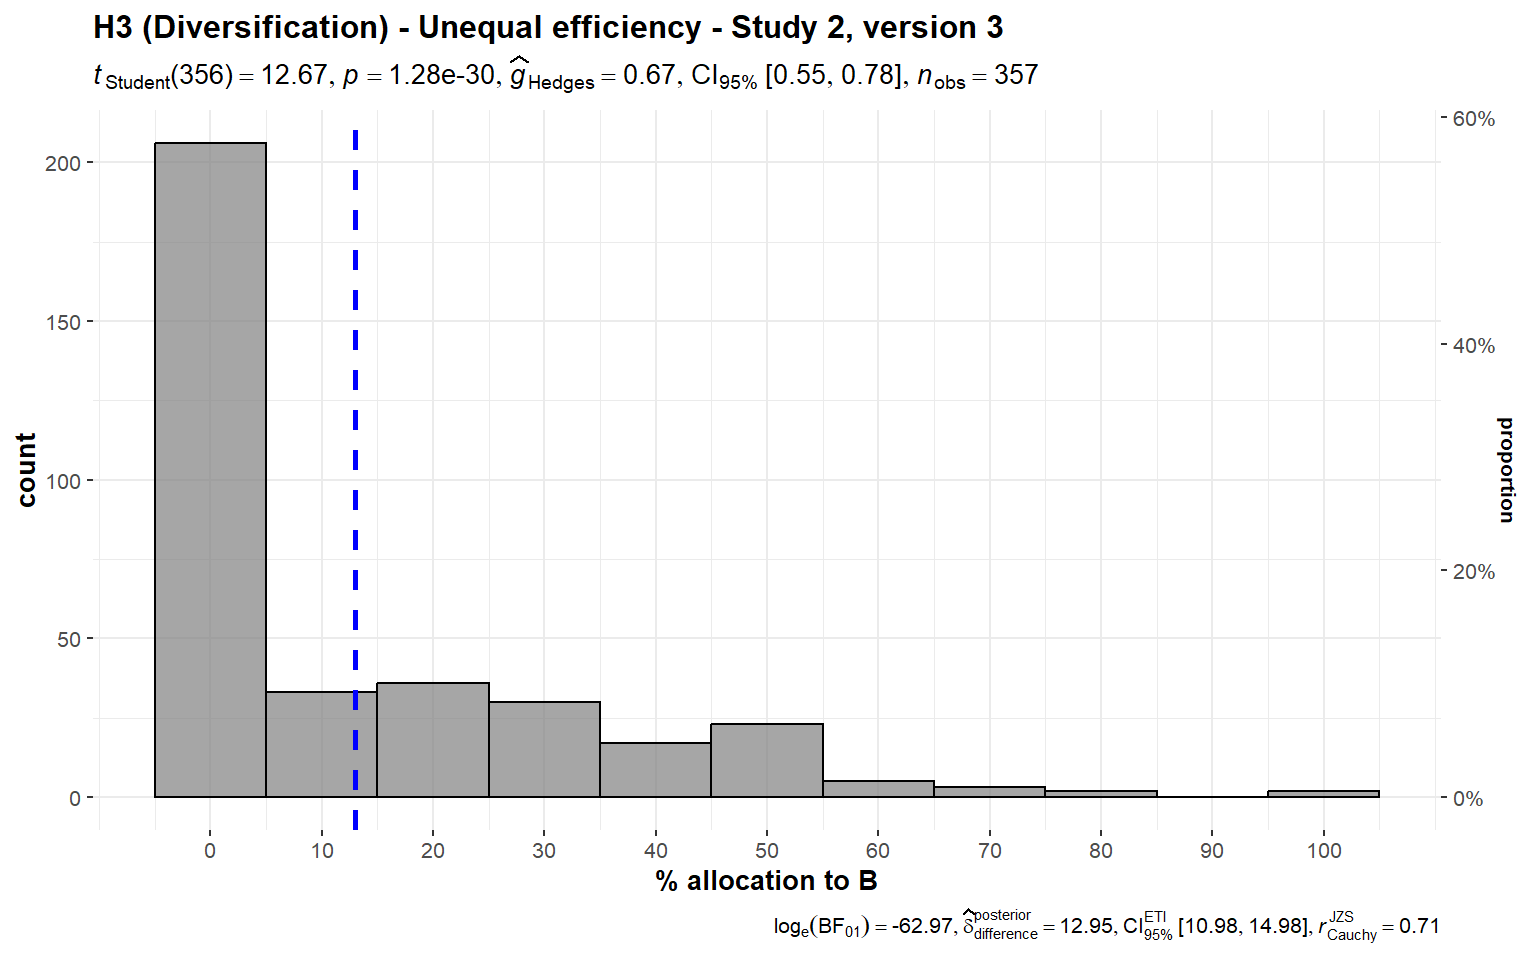 H3 (Diversification) - Unequal efficiency - Study 2, version 3
t Student(356) = 12.67, p = 1.28e-30, ĝ Hedges = 0.67, CI95% [0.55, 0.78], nobs = 357
60%
200
150
40%
count
proportion
100
20%
50
0
0%
0 10 20 30 40 50 60 70 80 90 100
% allocation to B
loge(BF01) = -62.97, δ̂ posterior difference = 12.95, CI ETI 95% [10.98, 14.98], r JZS Cauchy = 0.71